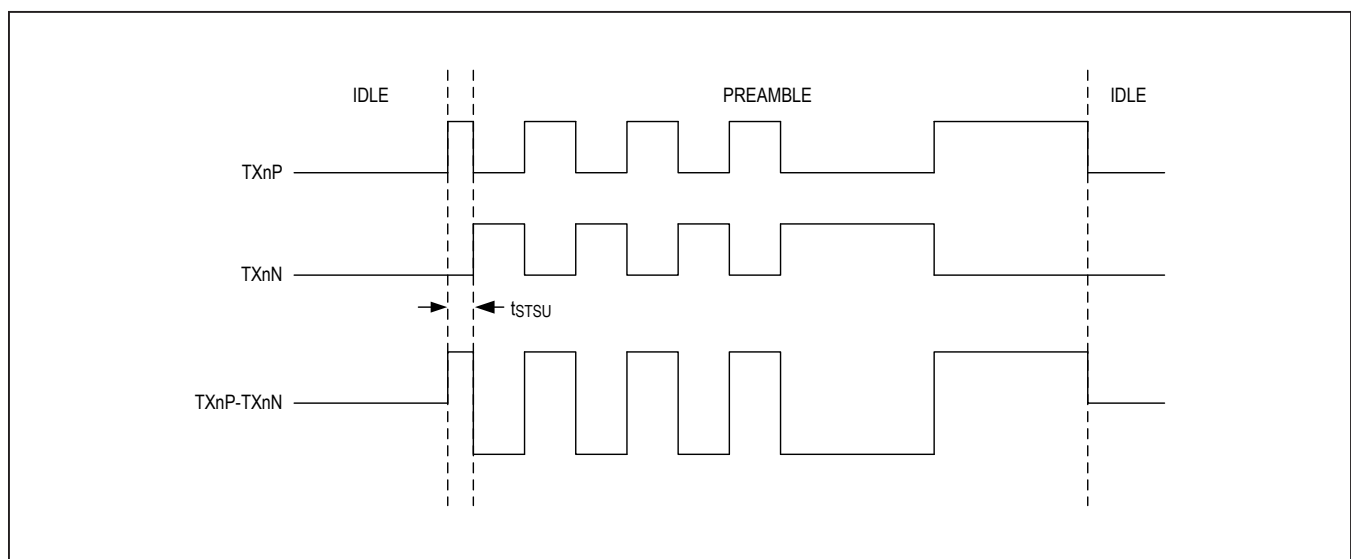 IDLE PREAMBLE IDLE
TXnP
TXnN
tSTSU
TXnP-TXnN